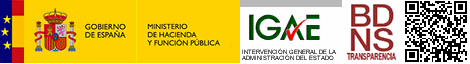 GOBIERNO
DE ESPAÑA
MINISTERIO
DE HACIENDA
Y FUNCIÓN PÚBLICA
IGAE
INTERVENCIÓN GENERAL DE LA
ADMINISTRACIÓN DEL ESTADO
BD
NS
TRANSPARENCIA